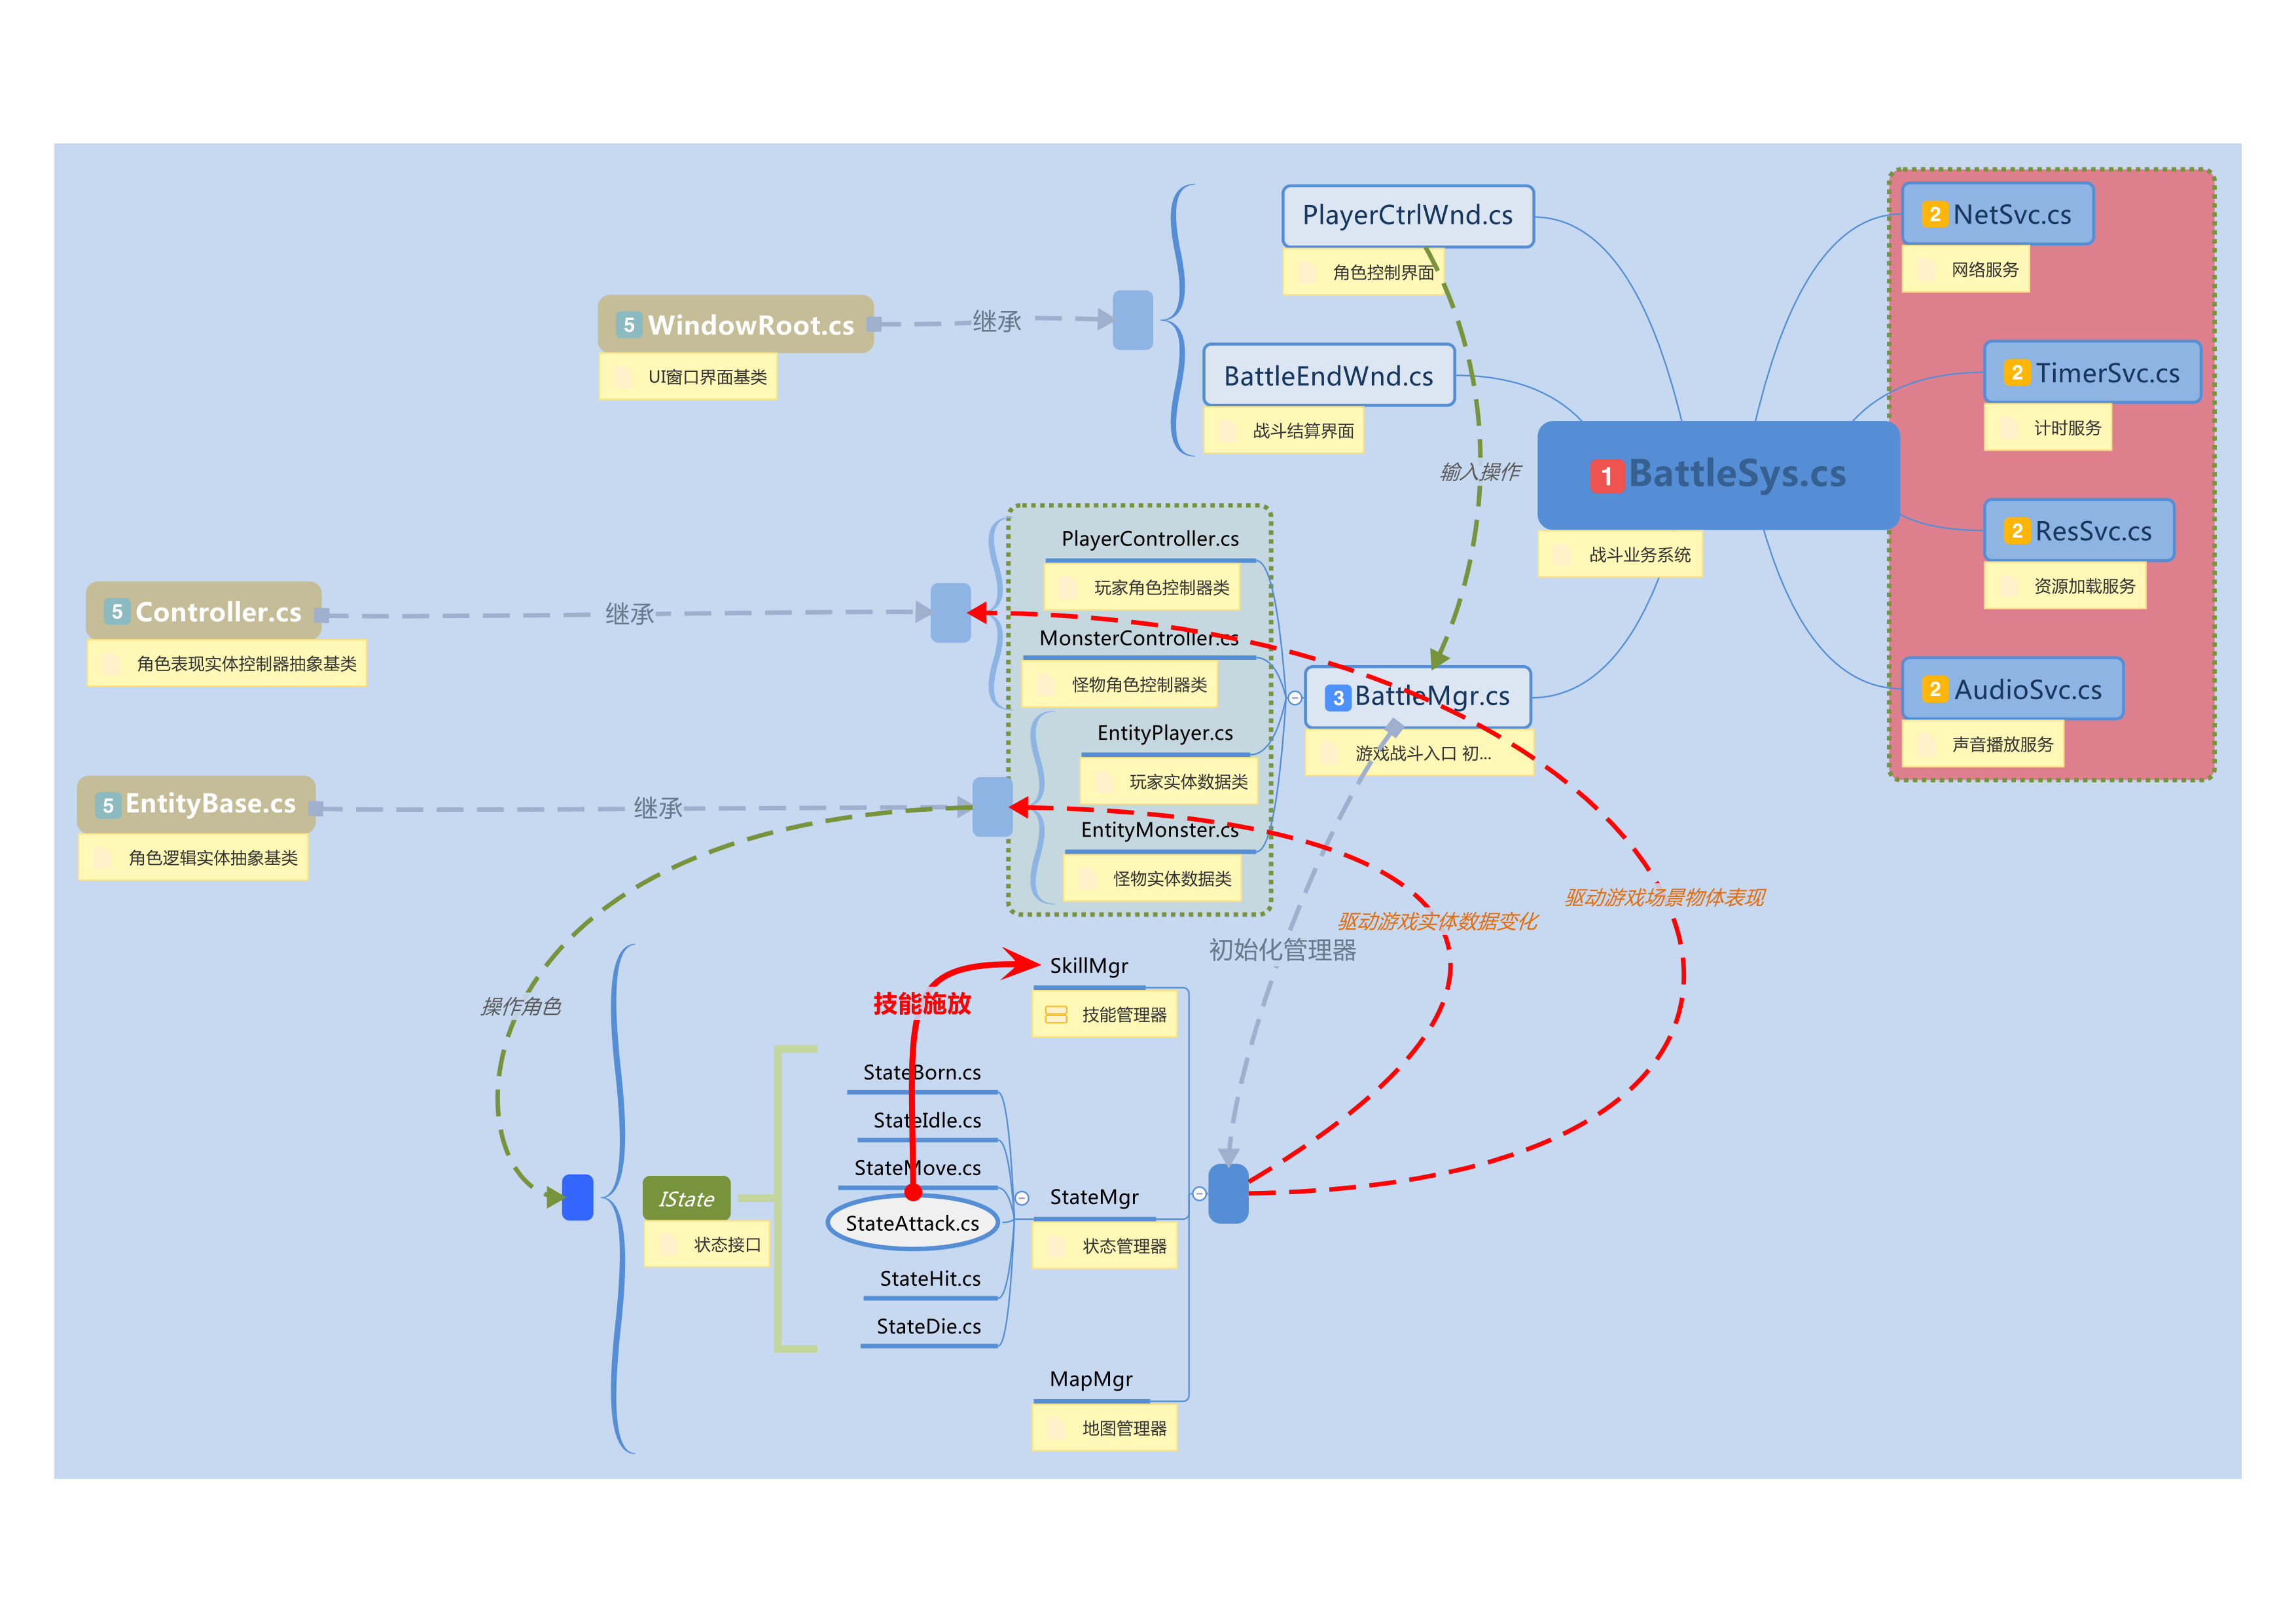 PlayerCtrlWnd.cs
角色控制界面
2 NetSvc.cs
网络服务
5 WindowRoot.cs
UI窗口界面基类
继承
BattleEndWnd.cs
战斗结算界面
2 TimerSvc.cs
计时服务
输入操作
1 BattleSys.cs
战斗业务系统
2 ResSvc.cs
资源加载服务
2 AudioSvc.cs
声音播放服务
5 Controller.cs
角色表现实体控制器抽象基类
继承
PlayerController.cs
玩家角色控制器类
MonsterController.cs
怪物角色控制器类
3 BattleMgr.cs
游戏战斗入口 初...
5 EntityBase.cs
角色逻辑实体抽象基类
继承
EntityPlayer.cs
玩家实体数据类
EntityMonster.cs
怪物实体数据类
驱动游戏实体数据变化
驱动游戏场景物体表现
初始化管理器
操作角色
技能施放
SkillMgr
技能管理器
StateBorn.cs
StateIdle.cs
StateMove.cs
StateAttack.cs
StateHit.cs
StateDie.cs
IState
状态接口
StateMgr
状态管理器
MapMgr
地图管理器